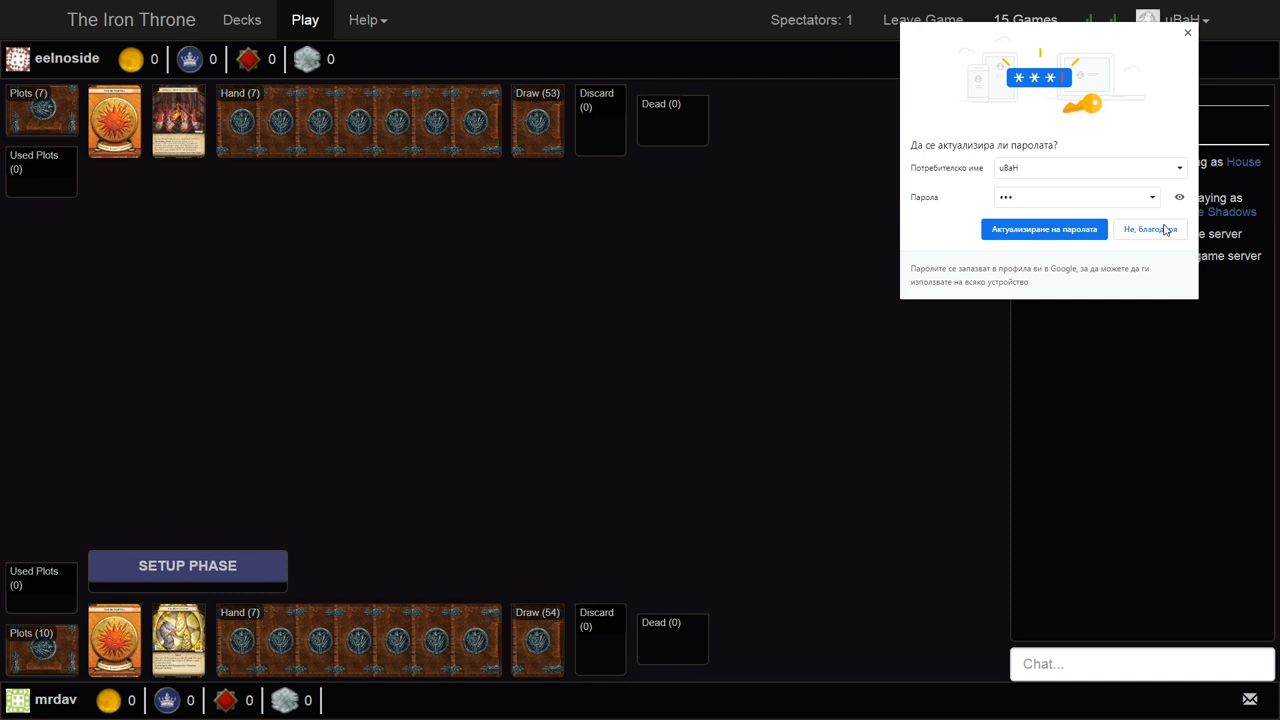 The Iron Throne Decks Play Help Spectators: 1 Leave Game 15 Games uBaH
eelnoside 0 0 0 0
Plots (7) Hand (7) Draw (53) Discard (0) Dead (0)
Used Plots (0)
* * *
Да се актуализира ли паролата?
Потребителско име uBaH
Парола •••
Актуализиране на паролата Не, благодаря
Паролите се запазват в профила ви в Google, за да можете да ги
използвате на всяко устройство
ng as House
aying as
e Shadows
e server
game server
SETUP PHASE
Used Plots (0)
Plots (10) Hand (7) Draw (54) Discard (0) Dead (0)
Chat...
mrdav 0 0 0 0